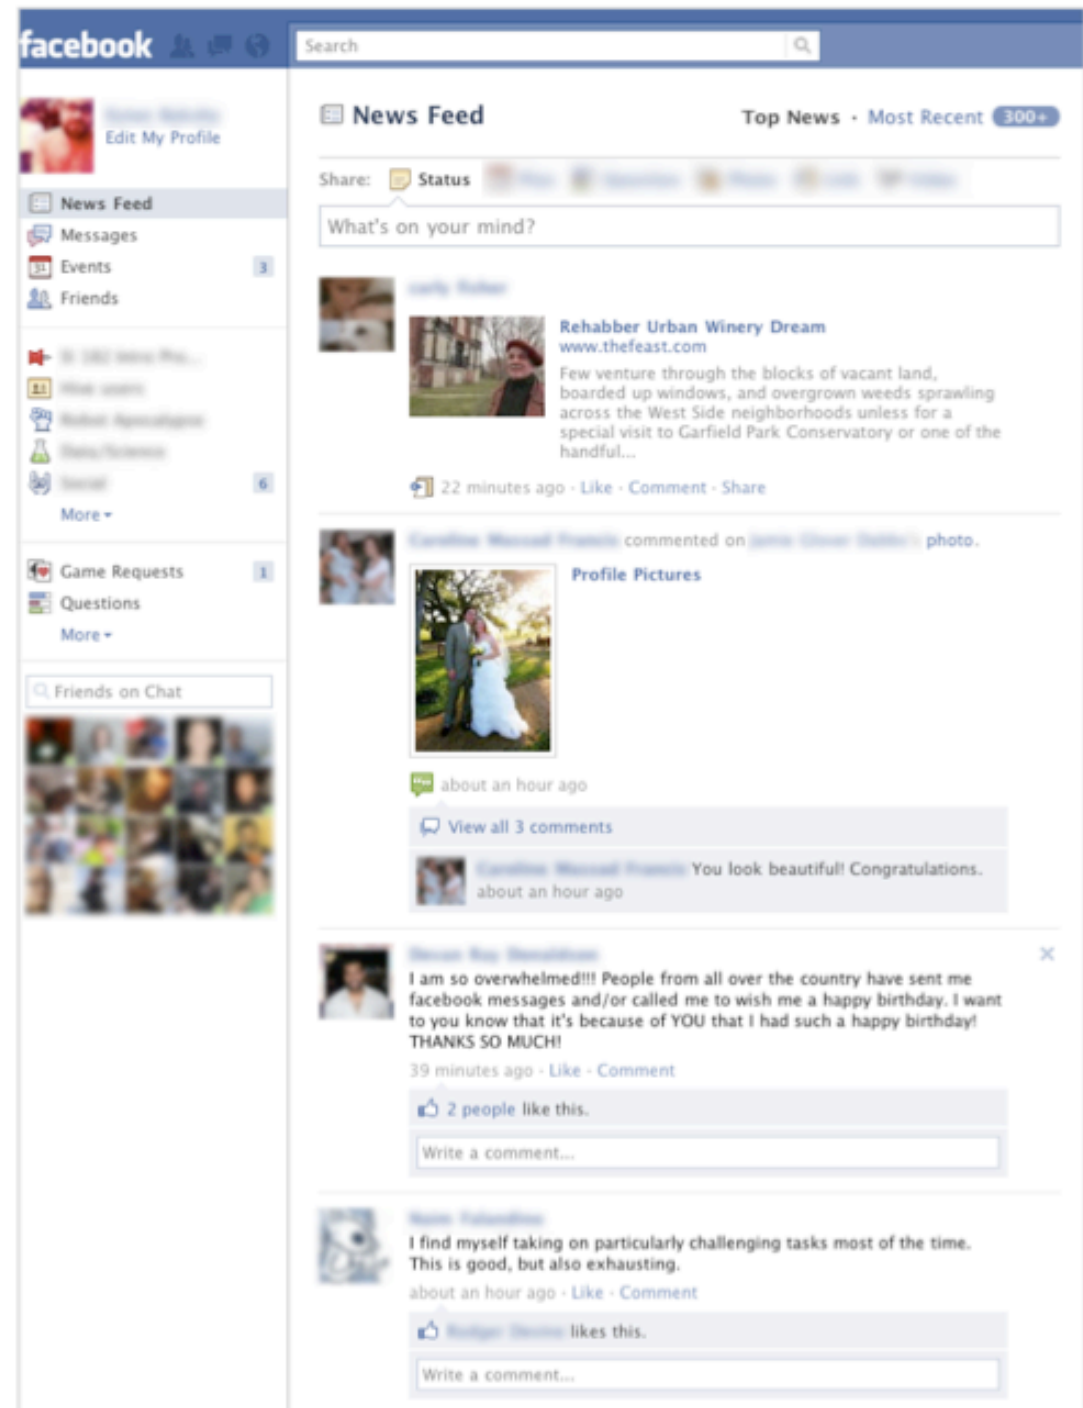 facebook
Search
Edit My Profile
News Feed
Messages
Events 3
Friends
6
More
Game Requests 1
Questions
More
Friends on Chat
News Feed
Top News · Most Recent 300+
Share: Status
What's on your mind?
Rehabber Urban Winery Dream
www.thefeast.com
Few venture through the blocks of vacant land,
boarded up windows, and overgrown weeds sprawling
across the West Side neighborhoods unless for a
special visit to Garfield Park Conservatory or one of the
handful...
22 minutes ago · Like · Comment · Share
commented on photo.
Profile Pictures
about an hour ago
View all 3 comments
You look beautiful! Congratulations.
about an hour ago
I am so overwhelmed!!! People from all over the country have sent me
facebook messages and/or called me to wish me a happy birthday. I want
to you know that it's because of YOU that I had such a happy birthday!
THANKS SO MUCH!
39 minutes ago · Like · Comment
2 people like this.
Write a comment...
I find myself taking on particularly challenging tasks most of the time.
This is good, but also exhausting.
about an hour ago · Like · Comment
likes this.
Write a comment...